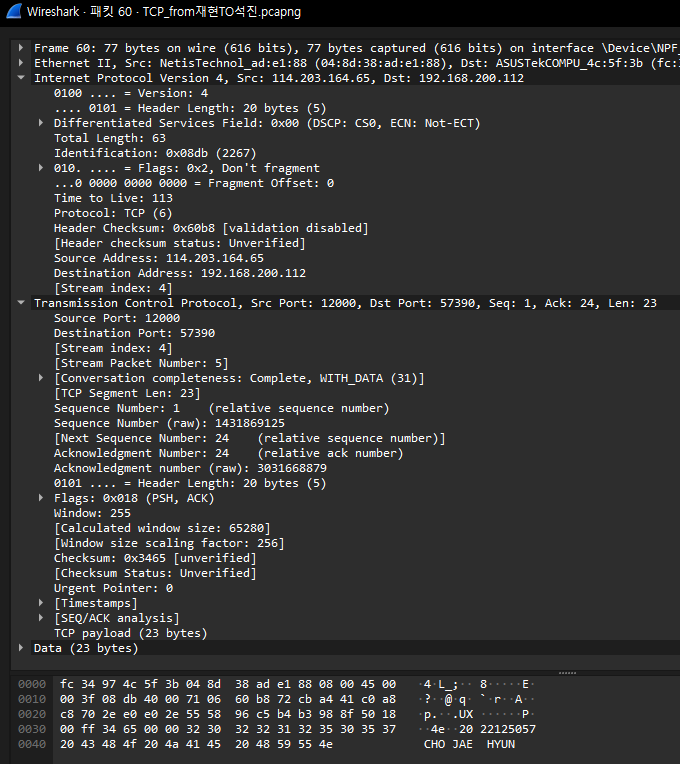 Wireshark · 패킷 60 · TCP_from재현TO석진.pcapng
Frame 60: 77 bytes on wire (616 bits), 77 bytes captured (616 bits) on interface \Device\NPF_
Ethernet II, Src: NetisTechnol_ad:e1:88 (04:8d:38:ad:e1:88), Dst: ASUSTekCOMPU_4c:5f:3b (fc:
Internet Protocol Version 4, Src: 114.203.164.65, Dst: 192.168.200.112
0100 .... = Version: 4
.... 0101 = Header Length: 20 bytes (5)
Differentiated Services Field: 0x00 (DSCP: CS0, ECN: Not-ECT)
Total Length: 63
Identification: 0x08db (2267)
010. .... = Flags: 0x2, Don't fragment
...0 0000 0000 0000 = Fragment Offset: 0
Time to Live: 113
Protocol: TCP (6)
Header Checksum: 0x60b8 [validation disabled]
[Header checksum status: Unverified]
Source Address: 114.203.164.65
Destination Address: 192.168.200.112
[Stream index: 4]
Transmission Control Protocol, Src Port: 12000, Dst Port: 57390, Seq: 1, Ack: 24, Len: 23
Source Port: 12000
Destination Port: 57390
[Stream index: 4]
[Stream Packet Number: 5]
[Conversation completeness: Complete, WITH_DATA (31)]
[TCP Segment Len: 23]
Sequence Number: 1    (relative sequence number)
Sequence Number (raw): 1431869125
[Next Sequence Number: 24    (relative sequence number)]
Acknowledgment Number: 24    (relative ack number)
Acknowledgment number (raw): 3031668879
0101 .... = Header Length: 20 bytes (5)
Flags: 0x018 (PSH, ACK)
Window: 255
[Calculated window size: 65280]
[Window size scaling factor: 256]
Checksum: 0x3465 [unverified]
[Checksum Status: Unverified]
Urgent Pointer: 0
[Timestamps]
[SEQ/ACK analysis]
TCP payload (23 bytes)
Data (23 bytes)
0000 fc 34 97 4c 5f 3b 04 8d 38 ad e1 88 08 00 45 00 ·4·L_;·· 8·····E·
0010 00 3f 08 db 40 00 71 06 60 b8 72 cb a4 41 c0 a8 ·?··@·q· `·r··A··
0020 c8 70 2e e0 e0 2e 55 58 96 c5 b4 b3 98 8f 50 18 ·p.··.UX ······P·
0030 00 ff 34 65 00 00 32 30 32 32 31 32 35 30 35 37 ··4e··20 22125057
0040 20 43 48 4f 20 4a 41 45 20 48 59 55 4e CHO JAE HYUN